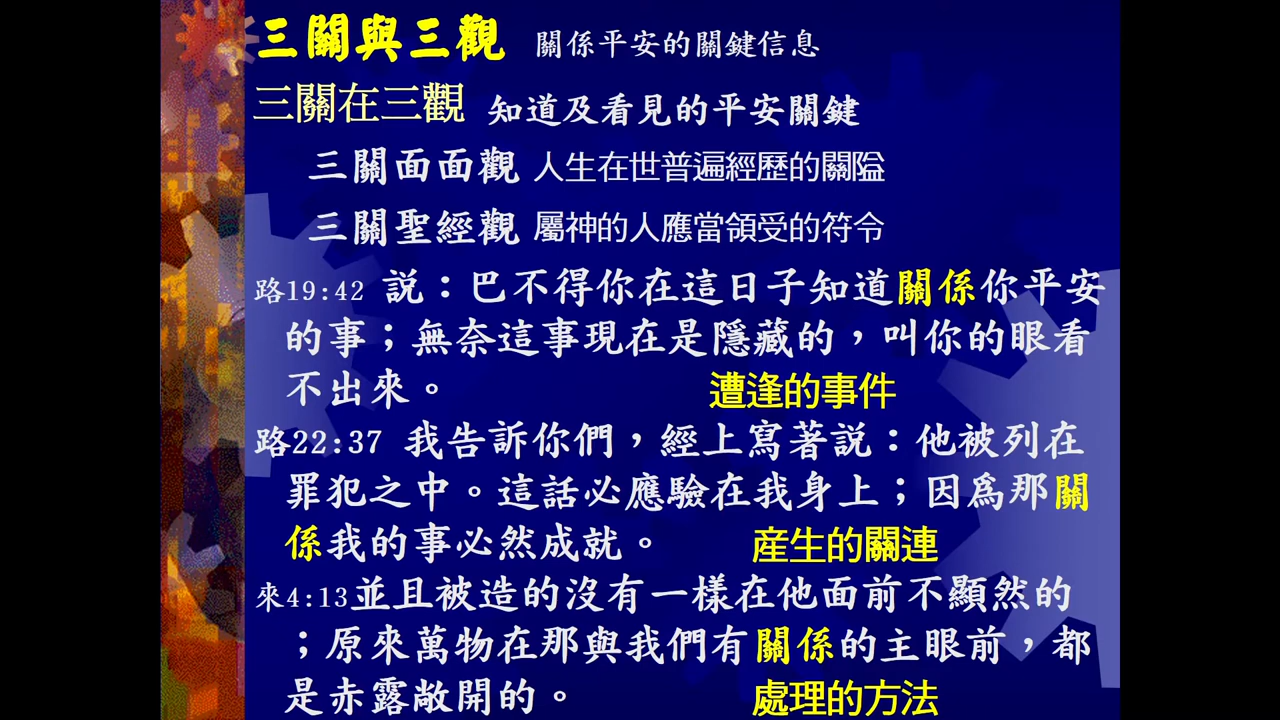 三關與三觀 關係平安的關鍵信息
三關在三觀 知道及看見的平安關鍵
三關面面觀 人生在世普遍經歷的關隘
三關聖經觀 屬神的人應當領受的符令
路19:42 説：巴不得你在這日子知道關係你平安
的事；無奈這事現在是隱藏的，叫你的眼看
不出來。 遭逢的事件
路22:37 我告訴你們，經上寫著説：他被列在
罪犯之中。這話必應驗在我身上；因爲那關
係我的事必然成就。 産生的關連
來4:13並且被造的沒有一樣在他面前不顯然的
；原來萬物在那與我們有關係的主眼前，都
是赤露敞開的。 處理的方法